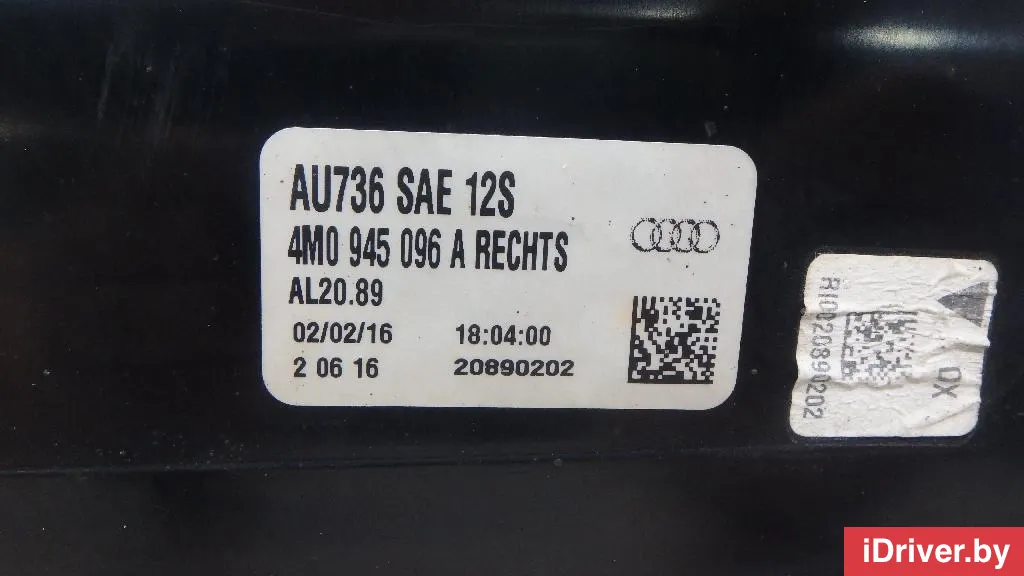 AU736 SAE 12S
4M0 945 096 A RECHTS
AL20.89
02/02/16 18:04:00
2 06 16 20890202
RI0020890202
DX
iDriver.by